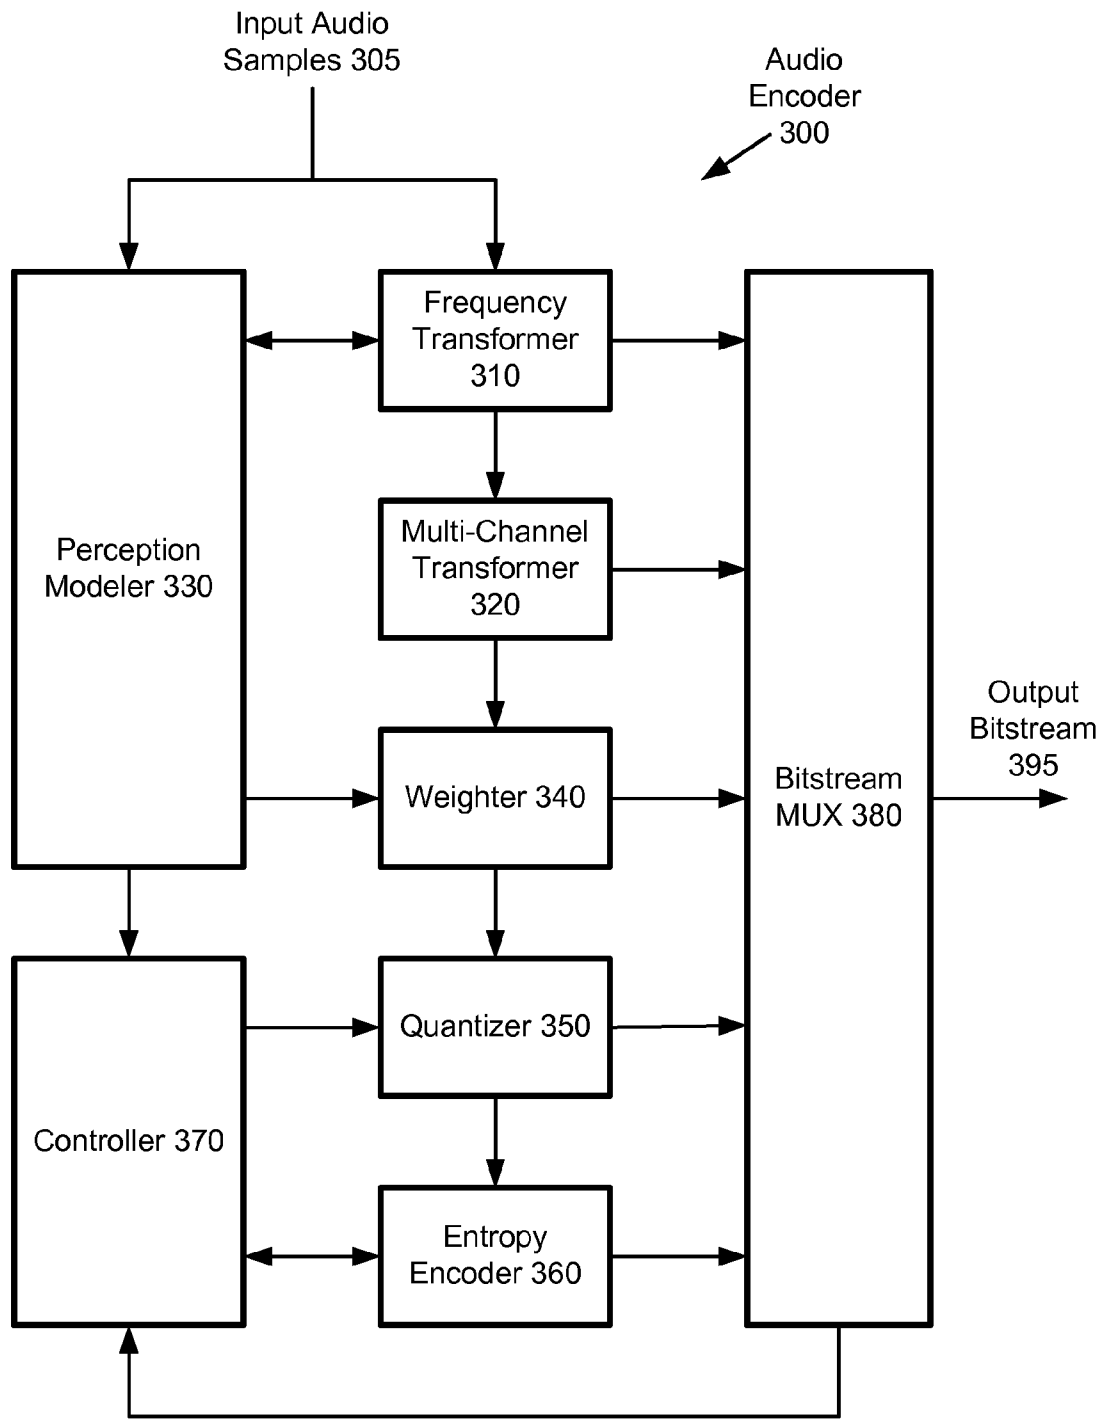 Input Audio
Samples 305
Audio
Encoder
300
Frequency
Transformer
310
Multi-Channel
Transformer
320
Perception
Modeler 330
Output
Bitstream
395
Weighter 340
Bitstream
MUX 380
Quantizer 350
Controller 370
Entropy
Encoder 360